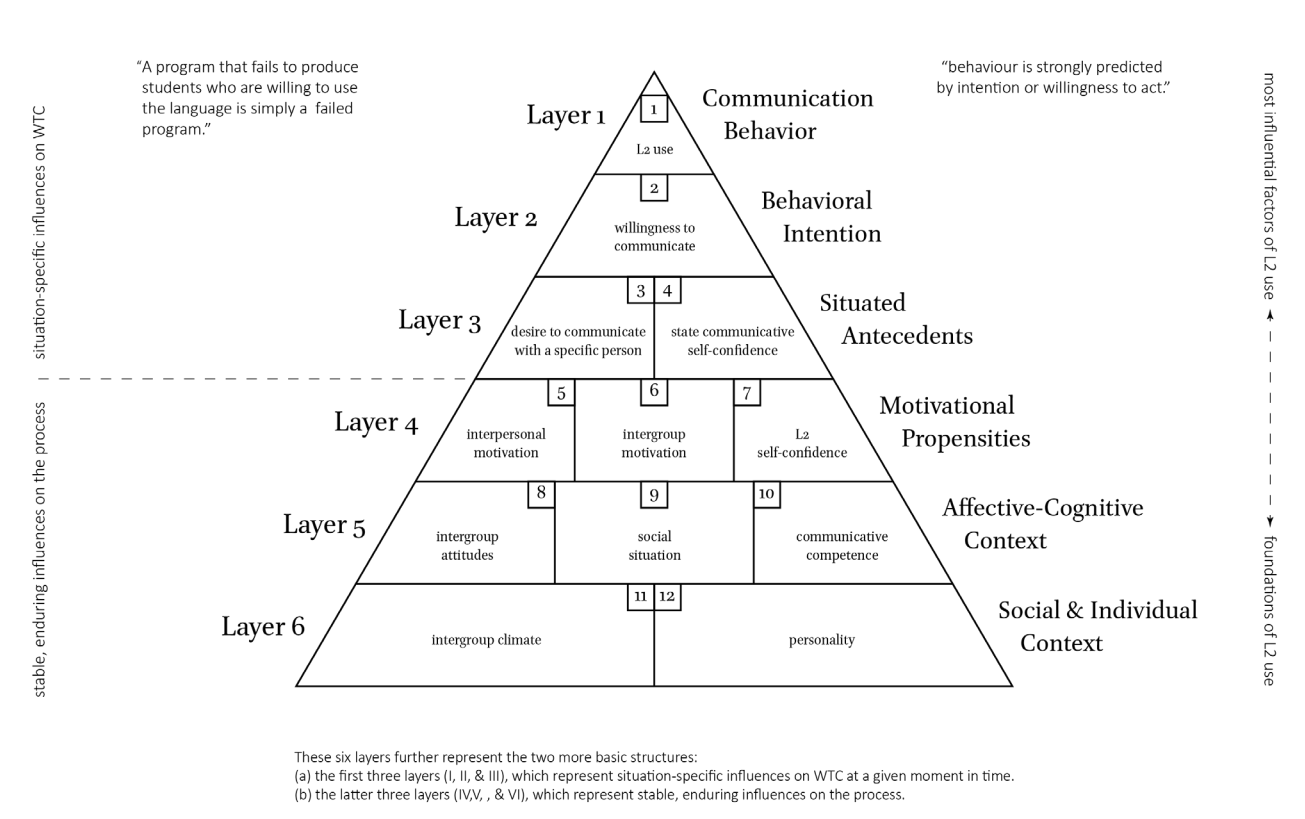 “A program that fails to produce
students who are willing to use
the language is simply a failed
program.”
“behaviour is strongly predicted
by intention or willingness to act.”
situation-specific influences on WTC
stable, enduring influences on the process
most influential factors of L2 use
foundations of L2 use
Layer 1
1
L2 use
Communication
Behavior
Layer 2
2
willingness to
communicate
Behavioral
Intention
Layer 3
3 4
desire to communicate
with a specific person
state communicative
self-confidence
Situated
Antecedents
Layer 4
5 6 7
interpersonal
motivation
intergroup
motivation
L2
self-confidence
Motivational
Propensities
Layer 5
8 9 10
intergroup
attitudes
social
situation
communicative
competence
Affective-Cognitive
Context
Layer 6
11 12
intergroup climate
personality
Social & Individual
Context
These six layers further represent the two more basic structures:
(a) the first three layers (I, II, & III), which represent situation-specific influences on WTC at a given moment in time.
(b) the latter three layers (IV,V, , & VI), which represent stable, enduring influences on the process.